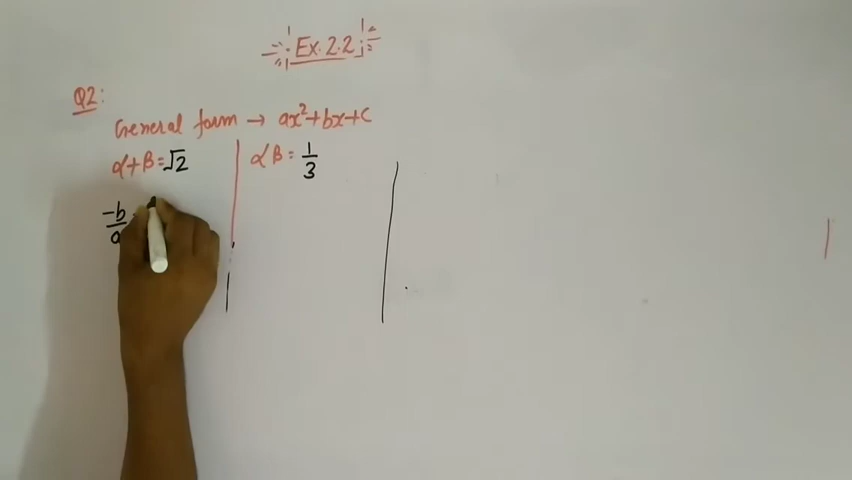 Ex. 2.2
Q2:
General form → ax²+bx+c
α+β=√2
αβ = 1/3
-b/a